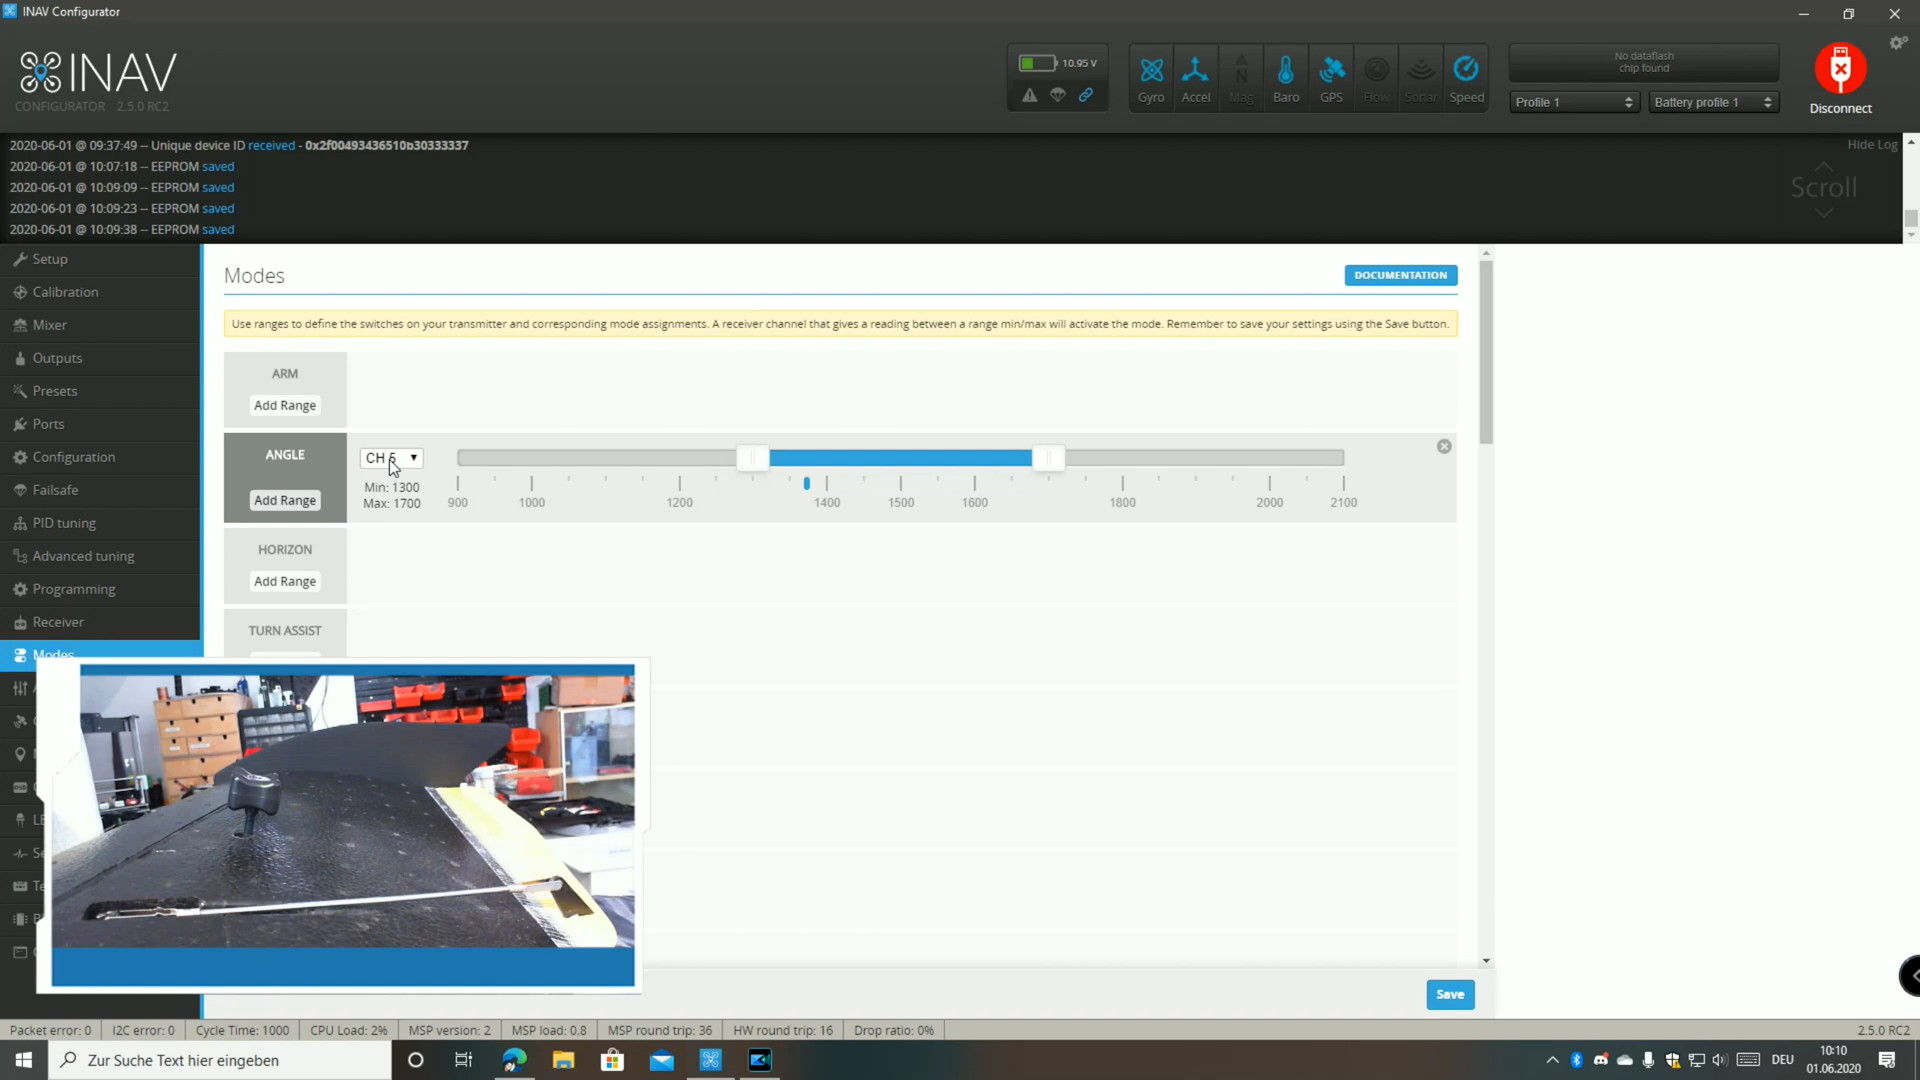 INAV Configurator
INAV
CONFIGURATOR 2.5.0 RC2
10.95 V
Gyro
Accel
Mag
Baro
GPS
Flow
Sonar
Speed
No dataflash
chip found
Profile 1
Battery profile 1
Disconnect
2020-06-01 @ 09:37:49 -- Unique device ID received - 0x2f00493436510b30333337
2020-06-01 @ 10:07:18 -- EEPROM saved
2020-06-01 @ 10:09:09 -- EEPROM saved
2020-06-01 @ 10:09:23 -- EEPROM saved
2020-06-01 @ 10:09:38 -- EEPROM saved
Hide Log
Scroll
Setup
Calibration
Mixer
Outputs
Presets
Ports
Configuration
Failsafe
PID tuning
Advanced tuning
Programming
Receiver
Modes
Modes
DOCUMENTATION
Use ranges to define the switches on your transmitter and corresponding mode assignments. A receiver channel that gives a reading between a range min/max will activate the mode. Remember to save your settings using the Save button.
ARM
Add Range
ANGLE
Add Range
CH 5
Min: 1300
Max: 1700
900 1000 1200 1400 1500 1600 1800 2000 2100
HORIZON
Add Range
TURN ASSIST
Save
Packet error: 0
I2C error: 0
Cycle Time: 1000
CPU Load: 2%
MSP version: 2
MSP load: 0.8
MSP round trip: 36
HW round trip: 16
Drop ratio: 0%
2.5.0 RC2
Zur Suche Text hier eingeben
DEU
10:10
01.06.2020